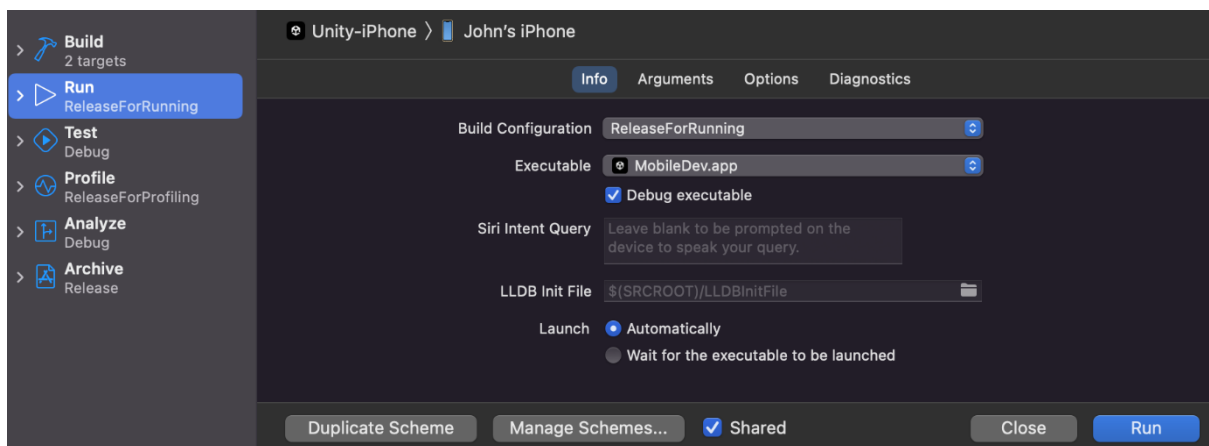 Build
2 targets
Run
ReleaseForRunning
Test
Debug
Profile
ReleaseForProfiling
Analyze
Debug
Archive
Release
Unity-iPhone 〉 John's iPhone
Info Arguments Options Diagnostics
Build Configuration ReleaseForRunning
Executable MobileDev.app
Debug executable
Siri Intent Query Leave blank to be prompted on the
device to speak your query.
LLDB Init File $(SRCROOT)/LLDBInitFile
Launch Automatically
Wait for the executable to be launched
Duplicate Scheme Manage Schemes... Shared Close Run